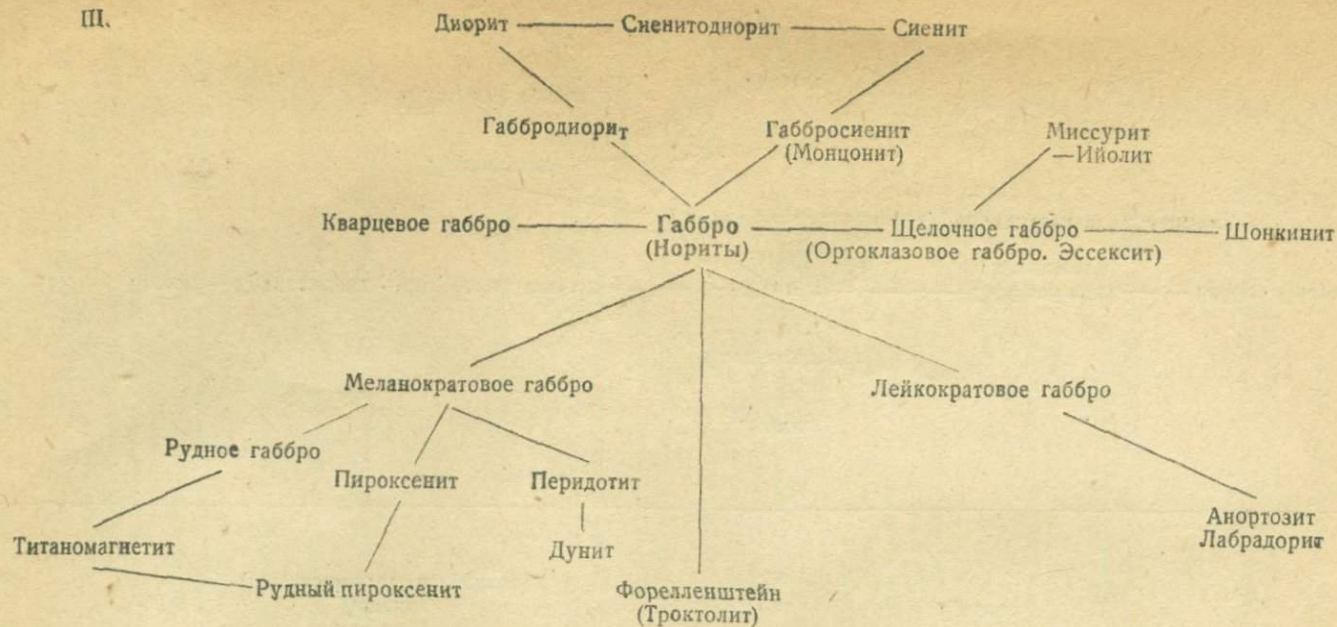 III.
Диорит Сиенитодиорит Сиенит
Габбродиорит Габбросиенит Миссурит
(Монцонит) —Ийолит
Кварцевое габбро Габбро Щелочное габбро Шонкинит
(Нориты) (Ортоклазовое габбро. Эссексит)
Меланократовое габбро Лейкократовое габбро
Рудное габбро
Пироксенит Перидотит
Анортозит
Титаномагнетит Дунит Лабрадорит
Рудный пироксенит Форелленштейн
(Троктолит)